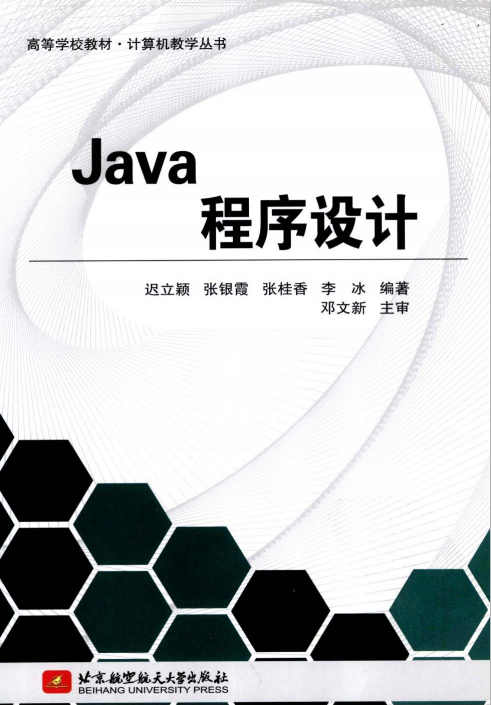 高等学校教材·计算机教学丛书
Java
程序设计
迟立颖 张银霞 张桂香 李 冰 编著
邓文新 主审
北京航空航天大学出版社
BEIHANG UNIVERSITY PRESS